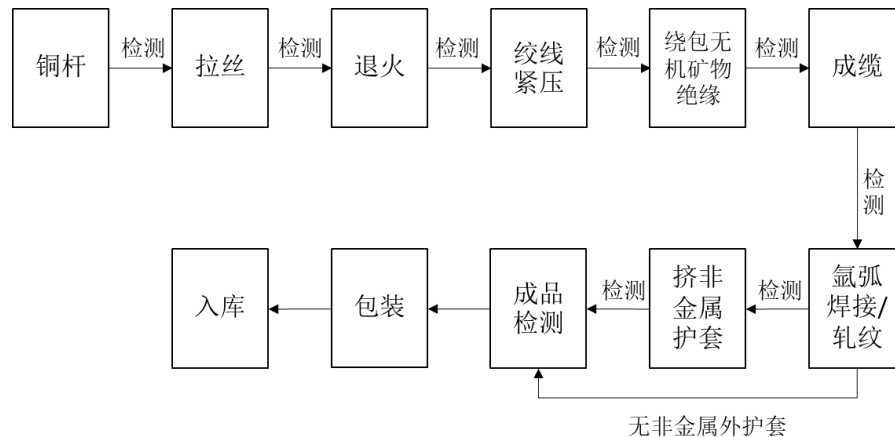 铜杆
检测
拉丝
检测
退火
检测
绞线
紧压
检测
绕包无
机矿物
绝缘
检测
成缆
检
测
氩弧
焊接/
轧纹
检测
挤非
金属
护套
检测
成品
检测
包装
入库
无非金属外护套